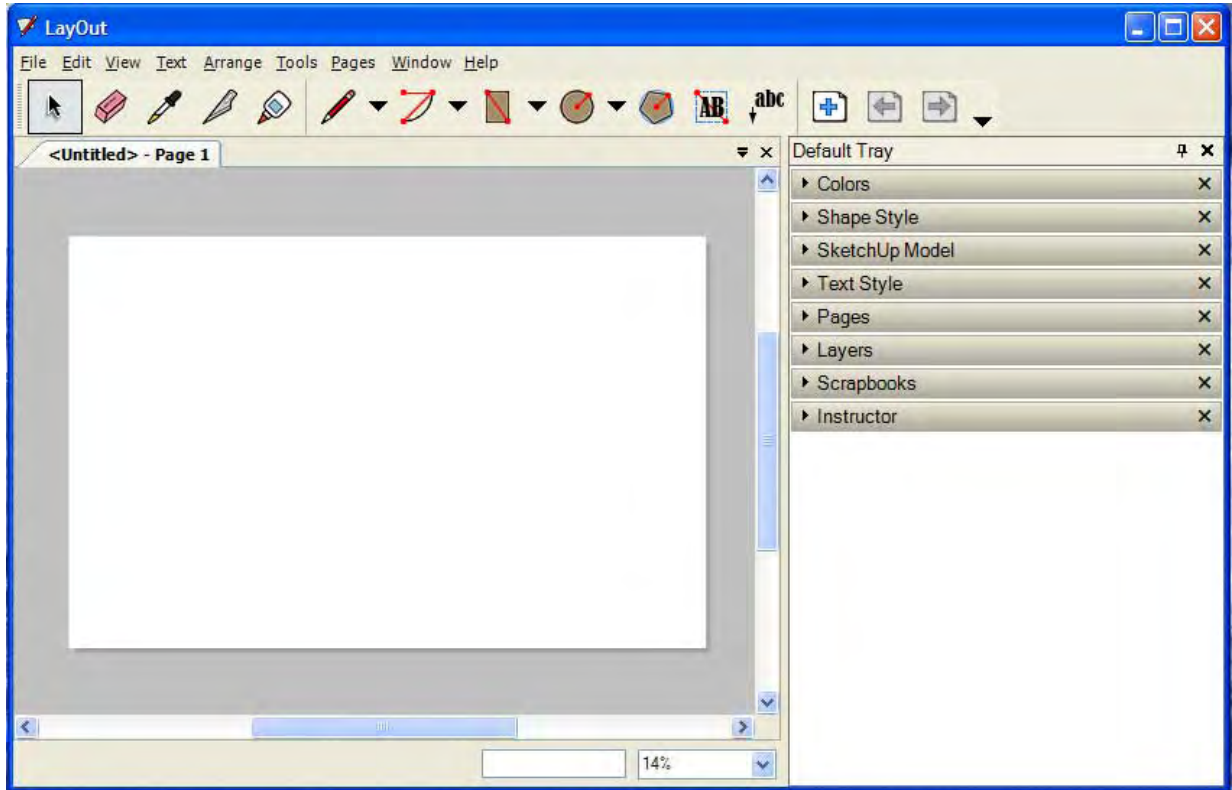 LayOut
File Edit View Text Arrange Tools Pages Window Help
AB abc
<Untitled> - Page 1
Default Tray
Colors
Shape Style
SketchUp Model
Text Style
Pages
Layers
Scrapbooks
Instructor
14%